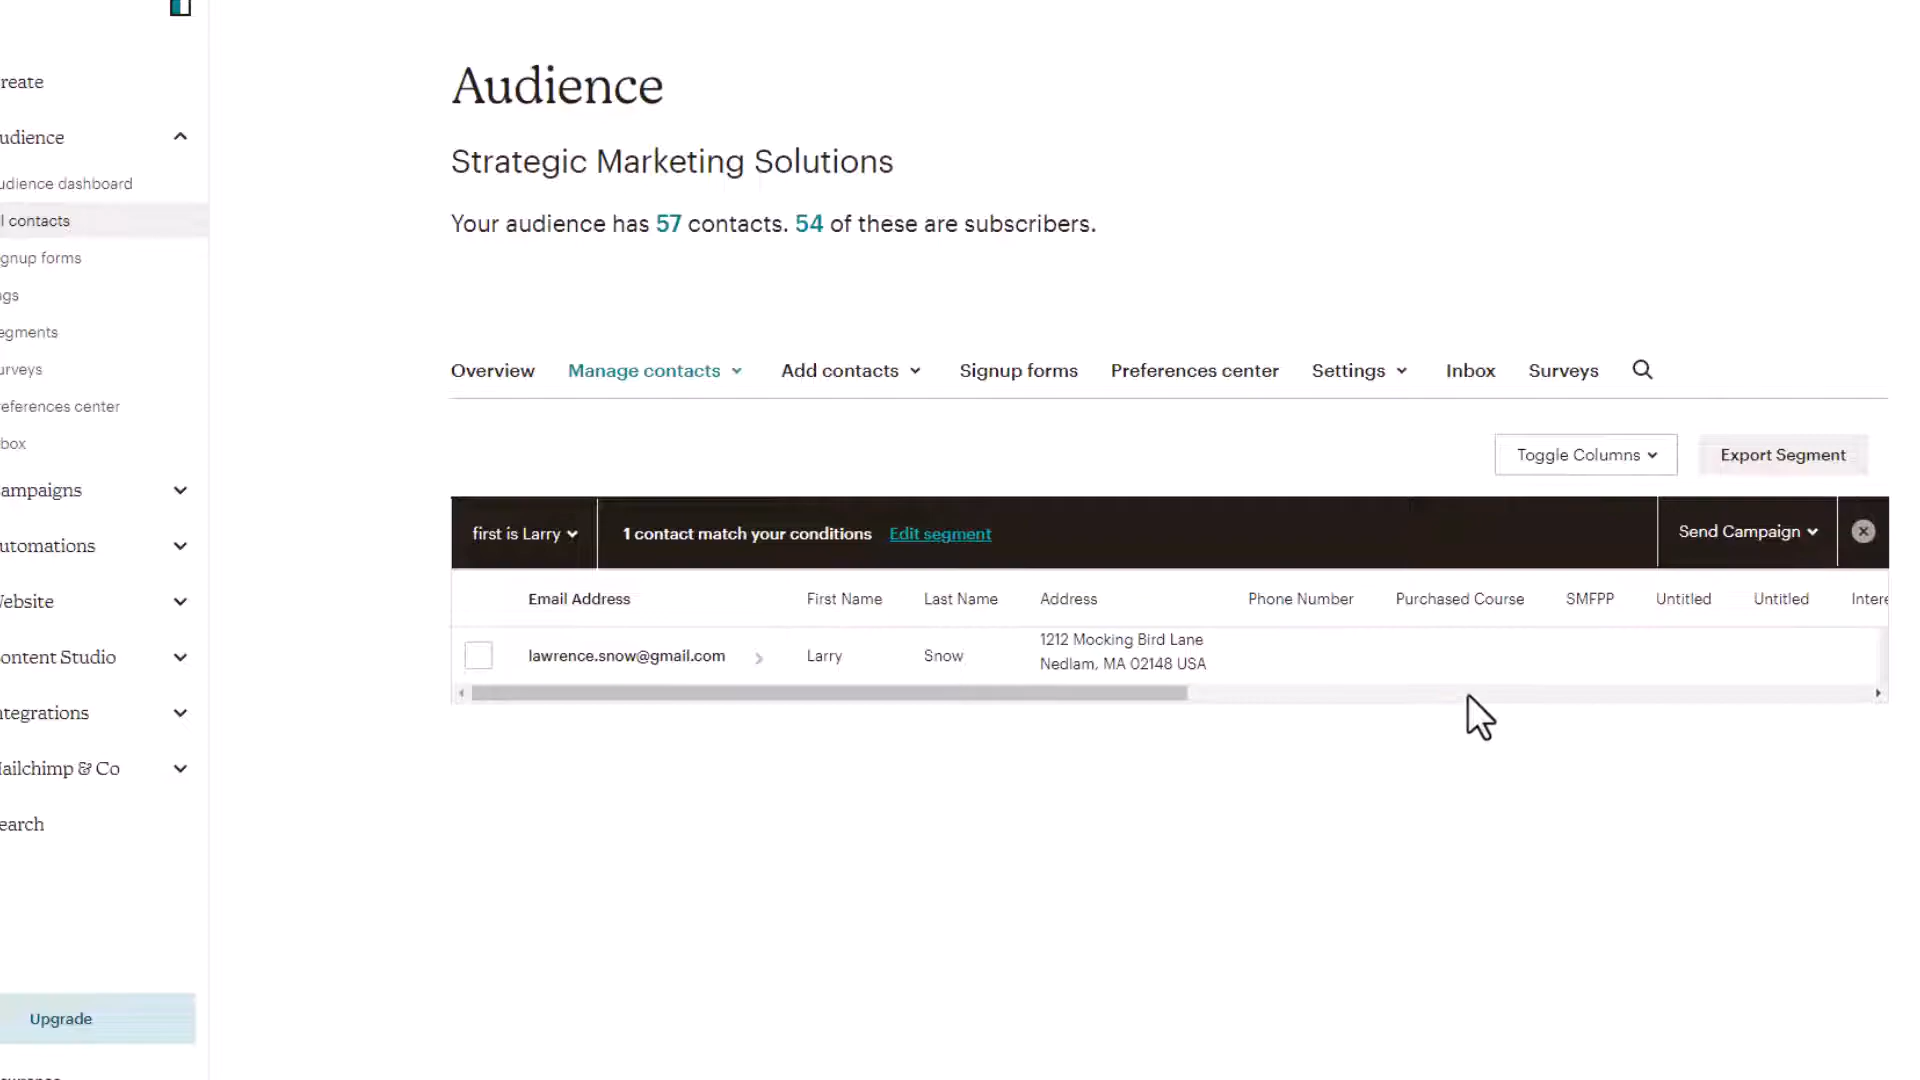 reate
udience
udience dashboard
l contacts
gnup forms
gs
egments
urveys
eferences center
box
ampaigns
utomations
ebsite
ontent Studio
ntegrations
ailchimp & Co
earch
Upgrade
Audience
Strategic Marketing Solutions
Your audience has 57 contacts. 54 of these are subscribers.
Overview Manage contacts Add contacts Signup forms Preferences center Settings Inbox Surveys
Toggle Columns Export Segment
first is Larry 1 contact match your conditions Edit segment Send Campaign
Email Address First Name Last Name Address Phone Number Purchased Course SMFPP Untitled Untitled Intere
lawrence.snow@gmail.com Larry Snow 1212 Mocking Bird Lane
Nedlam, MA 02148 USA